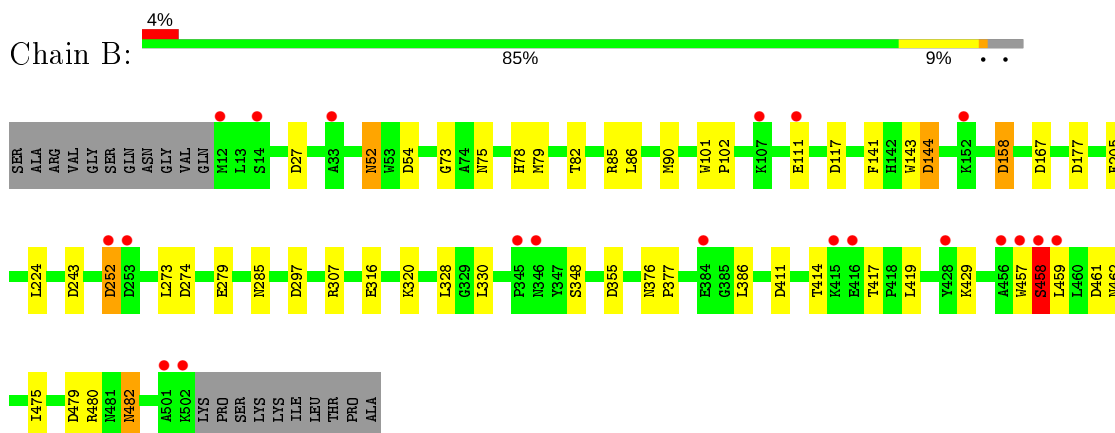 4%
Chain B:
85%
9%
SER ALA ARG VAL GLY SER GLN ASN GLY VAL GLN M12 L13 S14 D27 A33 N52 W53 D54 G73 A74 N75 H78 M79 T82 R85 L86 M90 W101 P102 K107 E111 D117 F141 H142 W143 D144 K152 D158 D167 D177
L224 D243 D252 D253 L273 D274 E279 N285 D297 R307 E316 K320 L328 G329 L330 P345 N346 Y347 S348 D355 N376 P377 E384 G385 L386 D411 T414 K415 E416 T417 P418 L419 Y428 K429 A456 W457 S458 L459 L460 D461
I475 D479 R480 N481 N482 A501 K502 LYS PRO SER LYS LYS ILE LEU THR PRO ALA